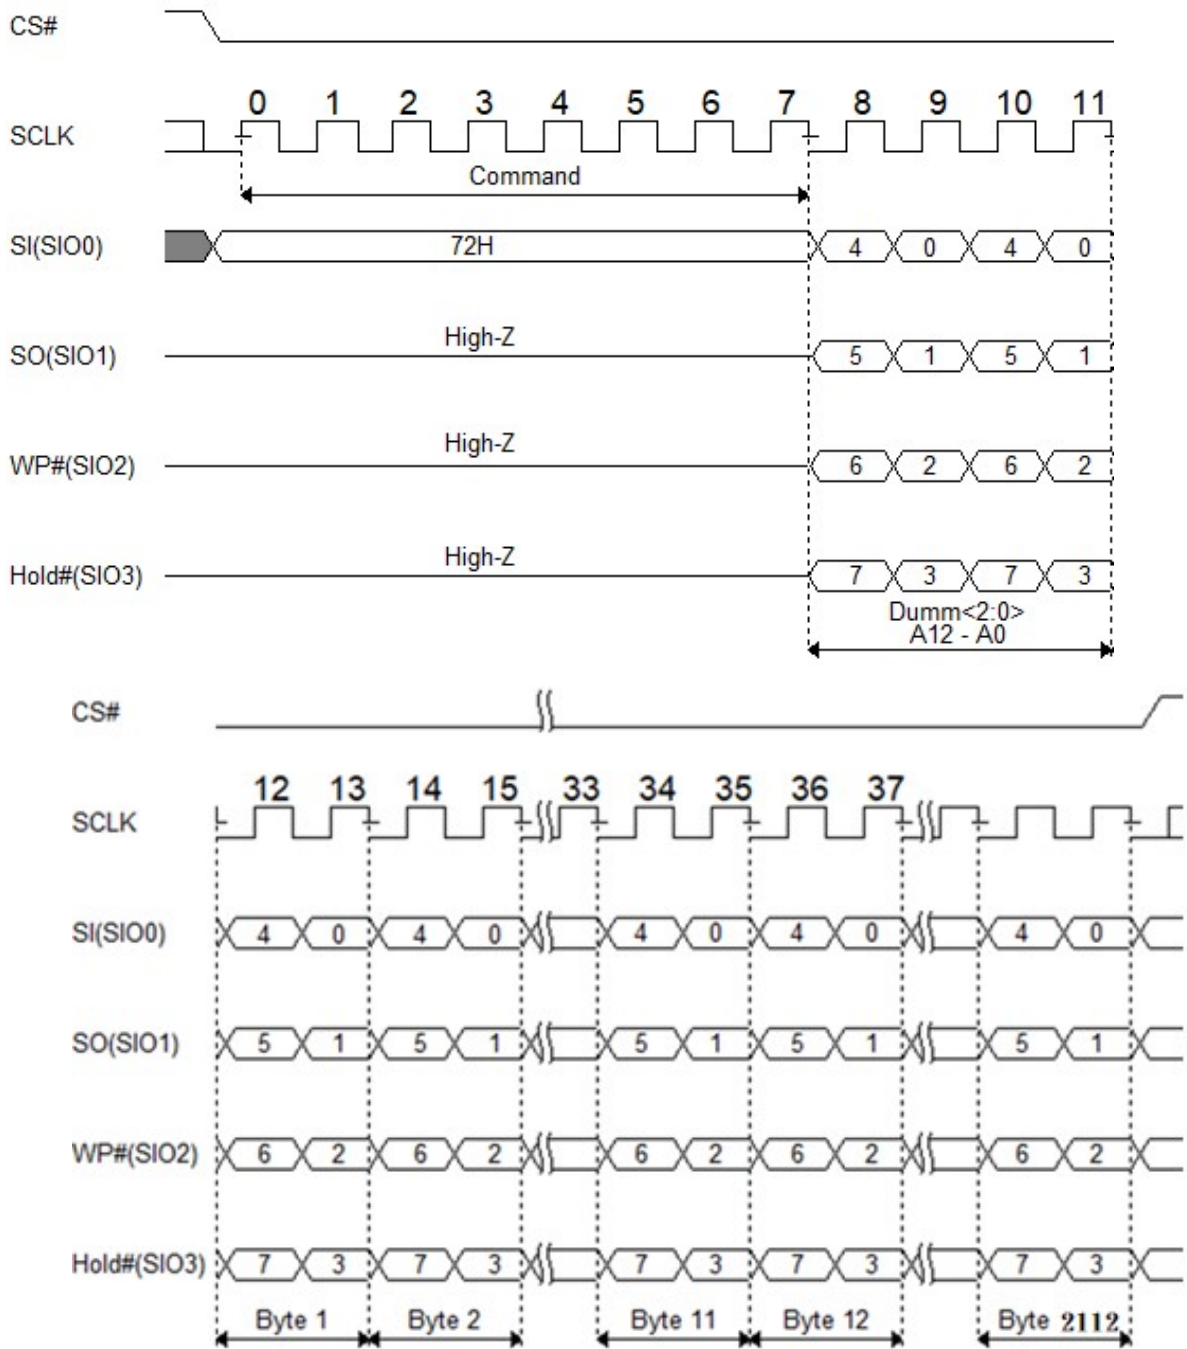 CS#
0 1 2 3 4 5 6 7 8 9 10 11
SCLK
Command
SI(SIO0) 72H 4 0 4 0
High-Z
SO(SIO1) 5 1 5 1
High-Z
WP#(SIO2) 6 2 6 2
High-Z
Hold#(SIO3) 7 3 7 3
Dumm<2:0>
A12 - A0
CS#
12 13 14 15 33 34 35 36 37
SCLK
SI(SIO0) 4 0 4 0 4 0 4 0 4 0
SO(SIO1) 5 1 5 1 5 1 5 1 5 1
WP#(SIO2) 6 2 6 2 6 2 6 2 6 2
Hold#(SIO3) 7 3 7 3 7 3 7 3 7 3
Byte 1 Byte 2 Byte 11 Byte 12 Byte 2112